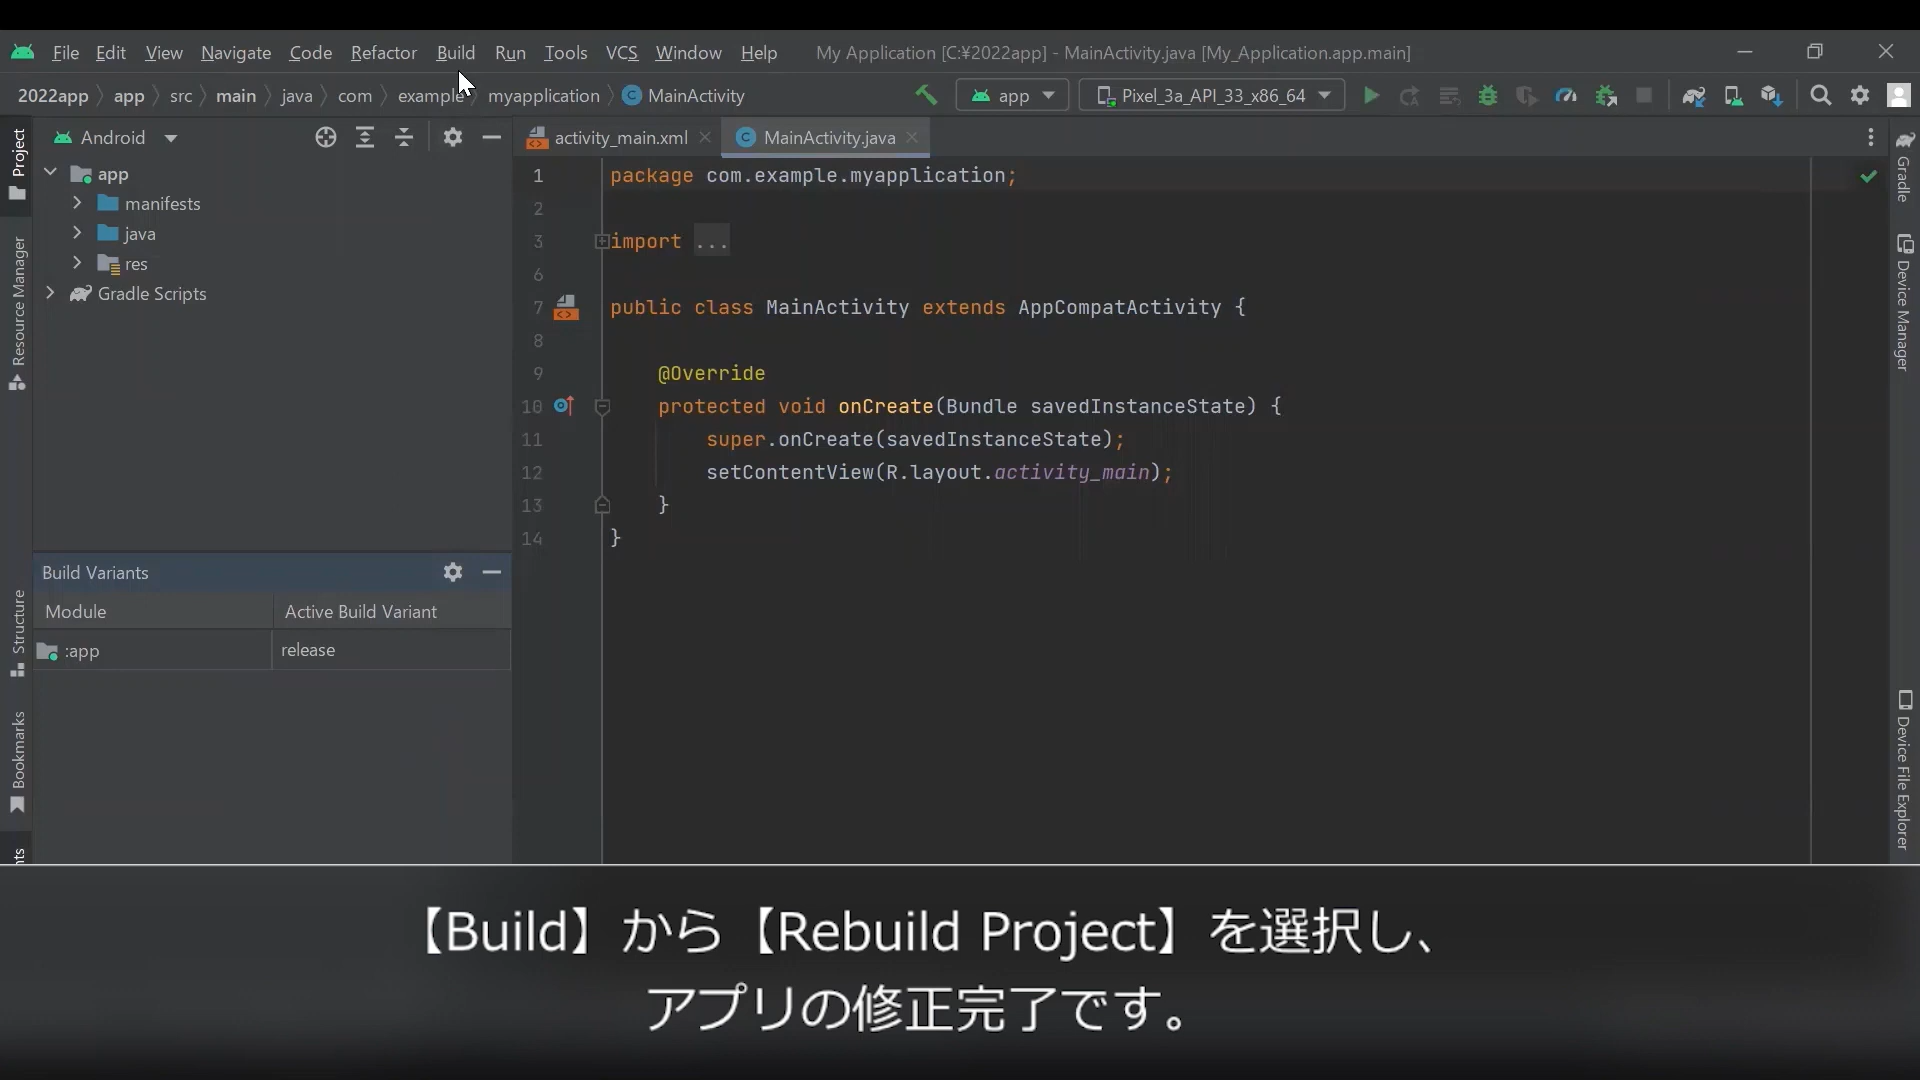 File Edit View Navigate Code Refactor Build Run Tools VCS Window Help My Application [C:¥2022app] - MainActivity.java [My_Application.app.main]
2022app app src main java com example myapplication MainActivity app Pixel_3a_API_33_x86_64
Project
Resource Manager
Structure
Bookmarks
nts
Android
app
manifests
java
res
Gradle Scripts
Build Variants
Module Active Build Variant
:app release
activity_main.xml MainActivity.java
1 package com.example.myapplication;
2
3 import ...
6
7 public class MainActivity extends AppCompatActivity {
8
9 @Override
10 protected void onCreate(Bundle savedInstanceState) {
11 super.onCreate(savedInstanceState);
12 setContentView(R.layout.activity_main);
13 }
14 }
Gradle
Device Manager
Device File Explorer
【Build】から【Rebuild Project】を選択し、
アプリの修正完了です。